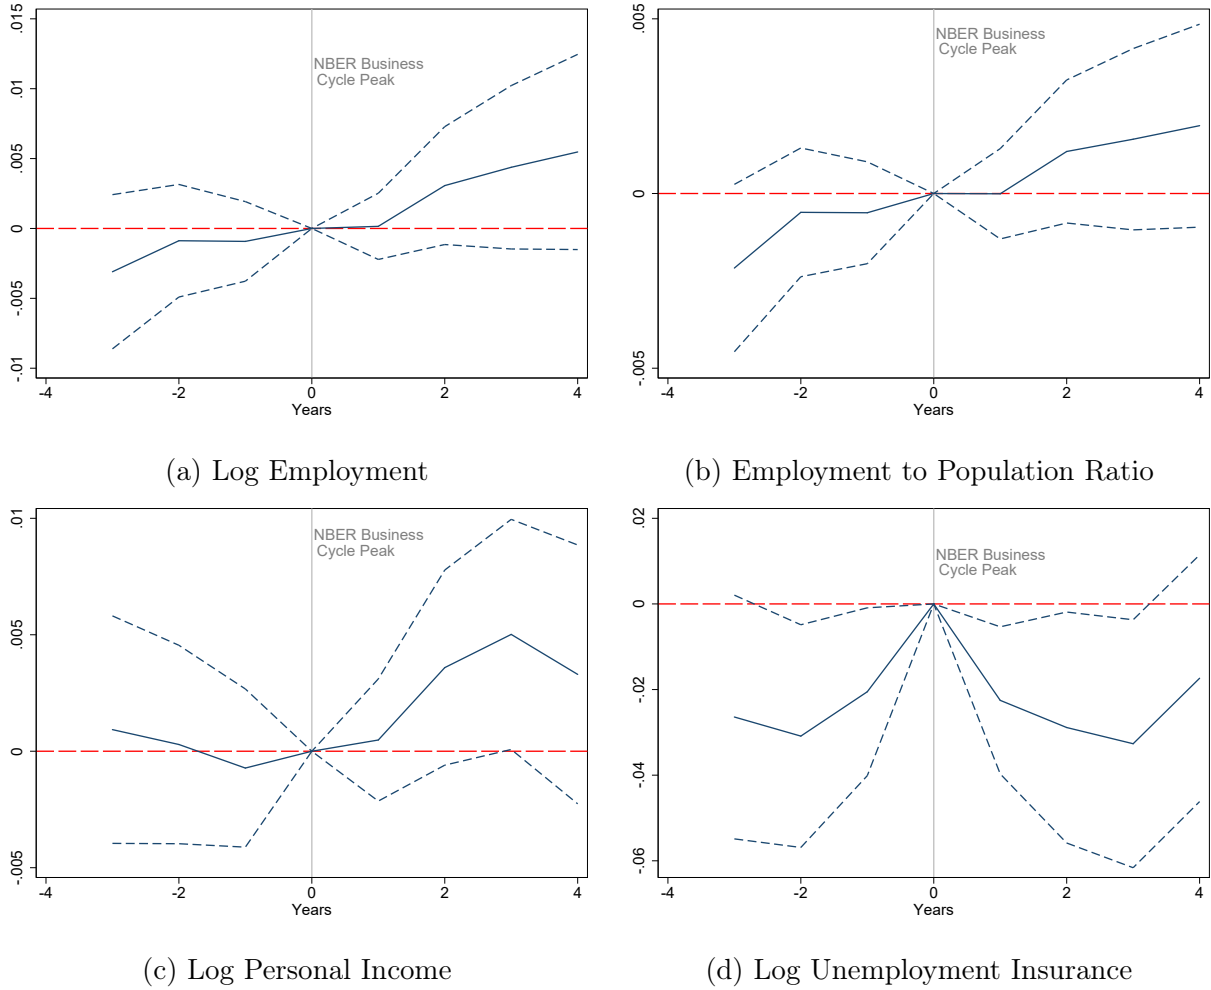 .015
.01
.005
0
-.005
-.01
NBER Business
Cycle Peak
-4 -2 0 2 4
Years
(a) Log Employment
.005
0
-.005
NBER Business
Cycle Peak
-4 -2 0 2 4
Years
(b) Employment to Population Ratio
.01
.005
0
-.005
NBER Business
Cycle Peak
-4 -2 0 2 4
Years
(c) Log Personal Income
.02
0
-.02
-.04
-.06
NBER Business
Cycle Peak
-4 -2 0 2 4
Years
(d) Log Unemployment Insurance